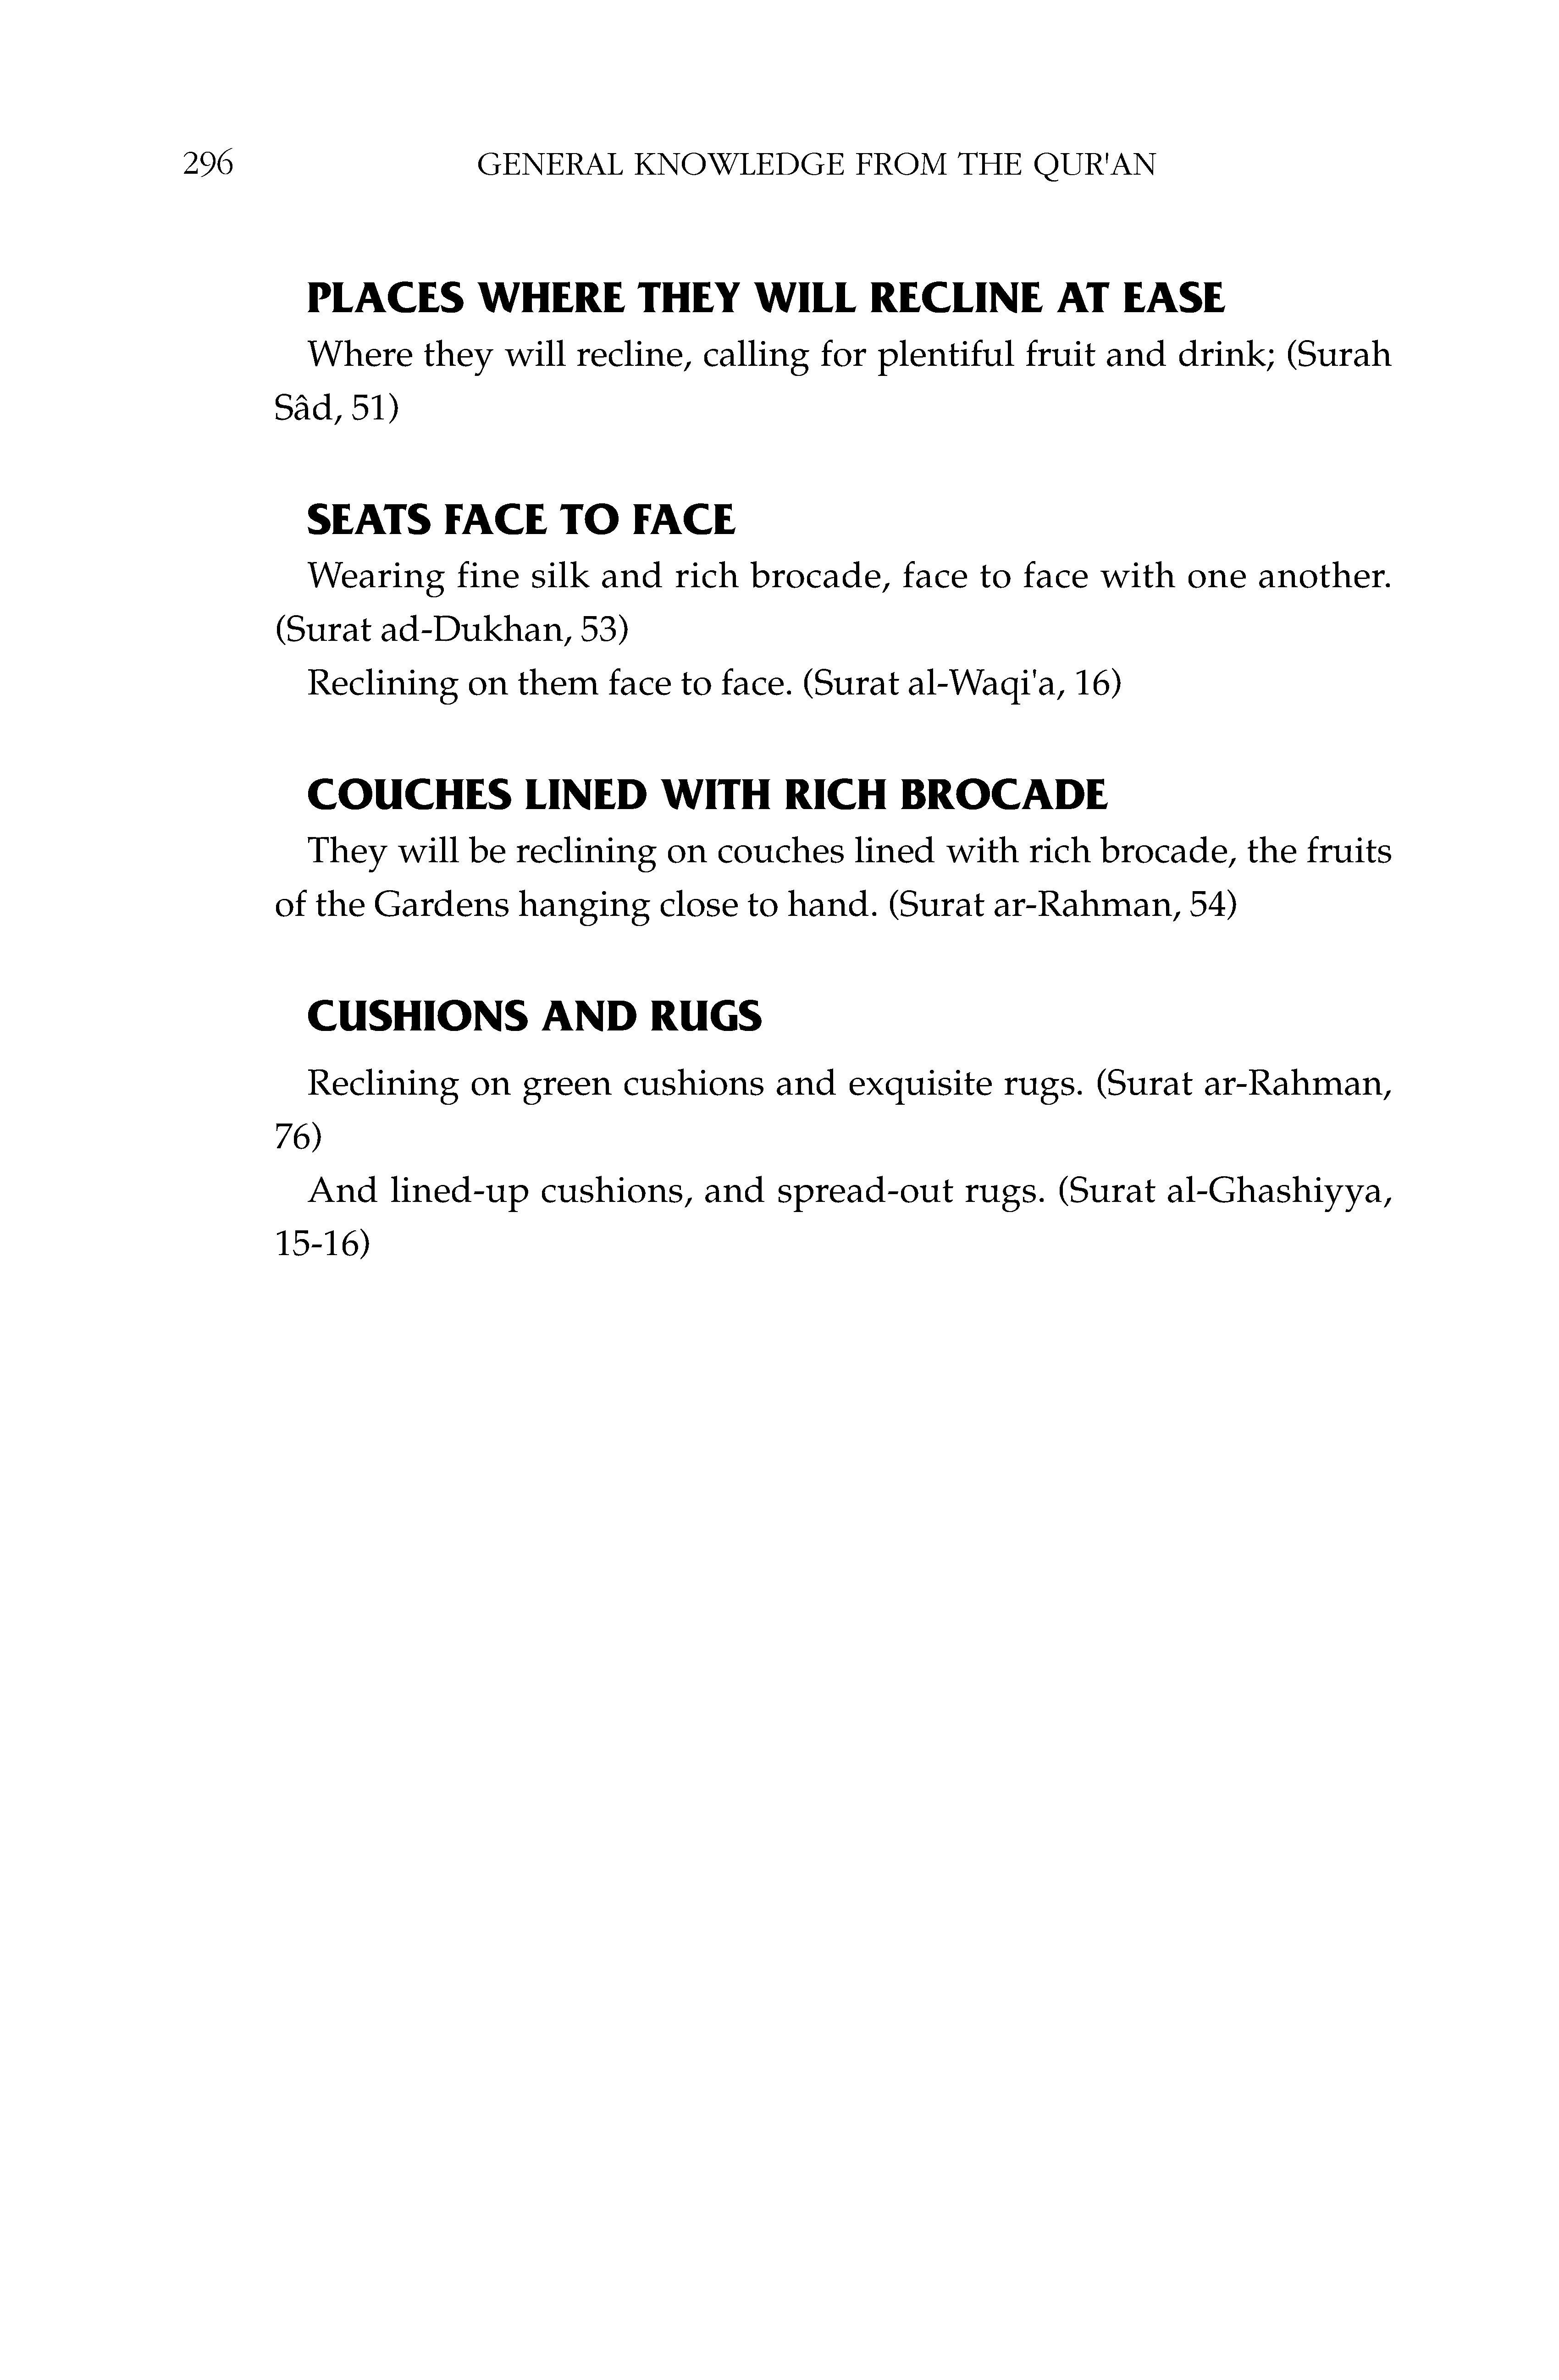 296 GENERAL KNOWLEDGE FROM THE QUR'AN
PLACES WHERE THEY WILL RECLINE AT EASE
Where they will recline, calling for plentiful fruit and drink; (Surah
Sâd, 51)
SEATS FACE TO FACE
Wearing fine silk and rich brocade, face to face with one another.
(Surat ad-Dukhan, 53)
Reclining on them face to face. (Surat al-Waqi'a, 16)
COUCHES LINED WITH RICH BROCADE
They will be reclining on couches lined with rich brocade, the fruits
of the Gardens hanging close to hand. (Surat ar-Rahman, 54)
CUSHIONS AND RUGS
Reclining on green cushions and exquisite rugs. (Surat ar-Rahman,
76)
And lined-up cushions, and spread-out rugs. (Surat al-Ghashiyya,
15-16)